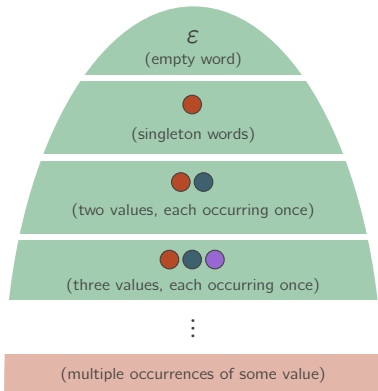 ε
(empty word)
(singleton words)
(two values, each occurring once)
(three values, each occurring once)
⋮
(multiple occurrences of some value)